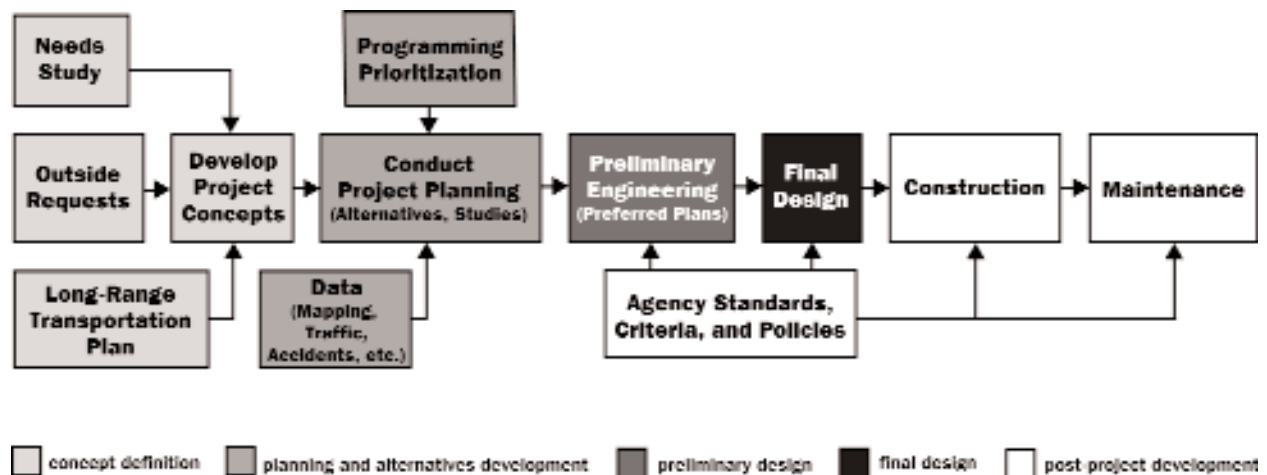 Needs
Study
Programming
Prioritization
Outside
Requests
Develop
Project
Concepts
Conduct
Project Planning
(Alternatives, Studies)
Preliminary
Engineering
(Preferred Plans)
Final
Design
Construction
Maintenance
Long-Range
Transportation
Plan
Data
(Mapping,
Traffic,
Accidents, etc.)
Agency Standards,
Criteria, and Policies
concept definition
planning and alternatives development
preliminary design
final design
post-project development